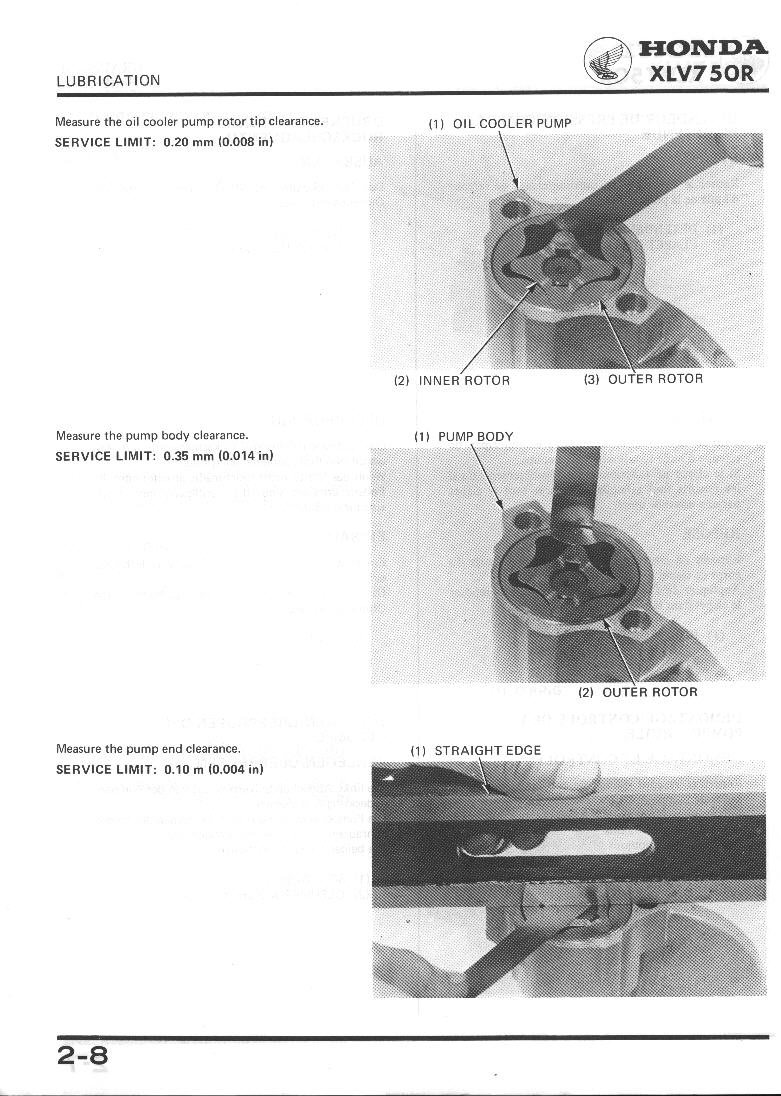 LUBRICATION
HONDA
XLV750R
Measure the oil cooler pump rotor tip clearance.
SERVICE LIMIT: 0.20 mm (0.008 in)
(1) OIL COOLER PUMP
(2) INNER ROTOR
(3) OUTER ROTOR
Measure the pump body clearance.
SERVICE LIMIT: 0.35 mm (0.014 in)
(1) PUMP BODY
(2) OUTER ROTOR
Measure the pump end clearance.
SERVICE LIMIT: 0.10 m (0.004 in)
(1) STRAIGHT EDGE
2-8